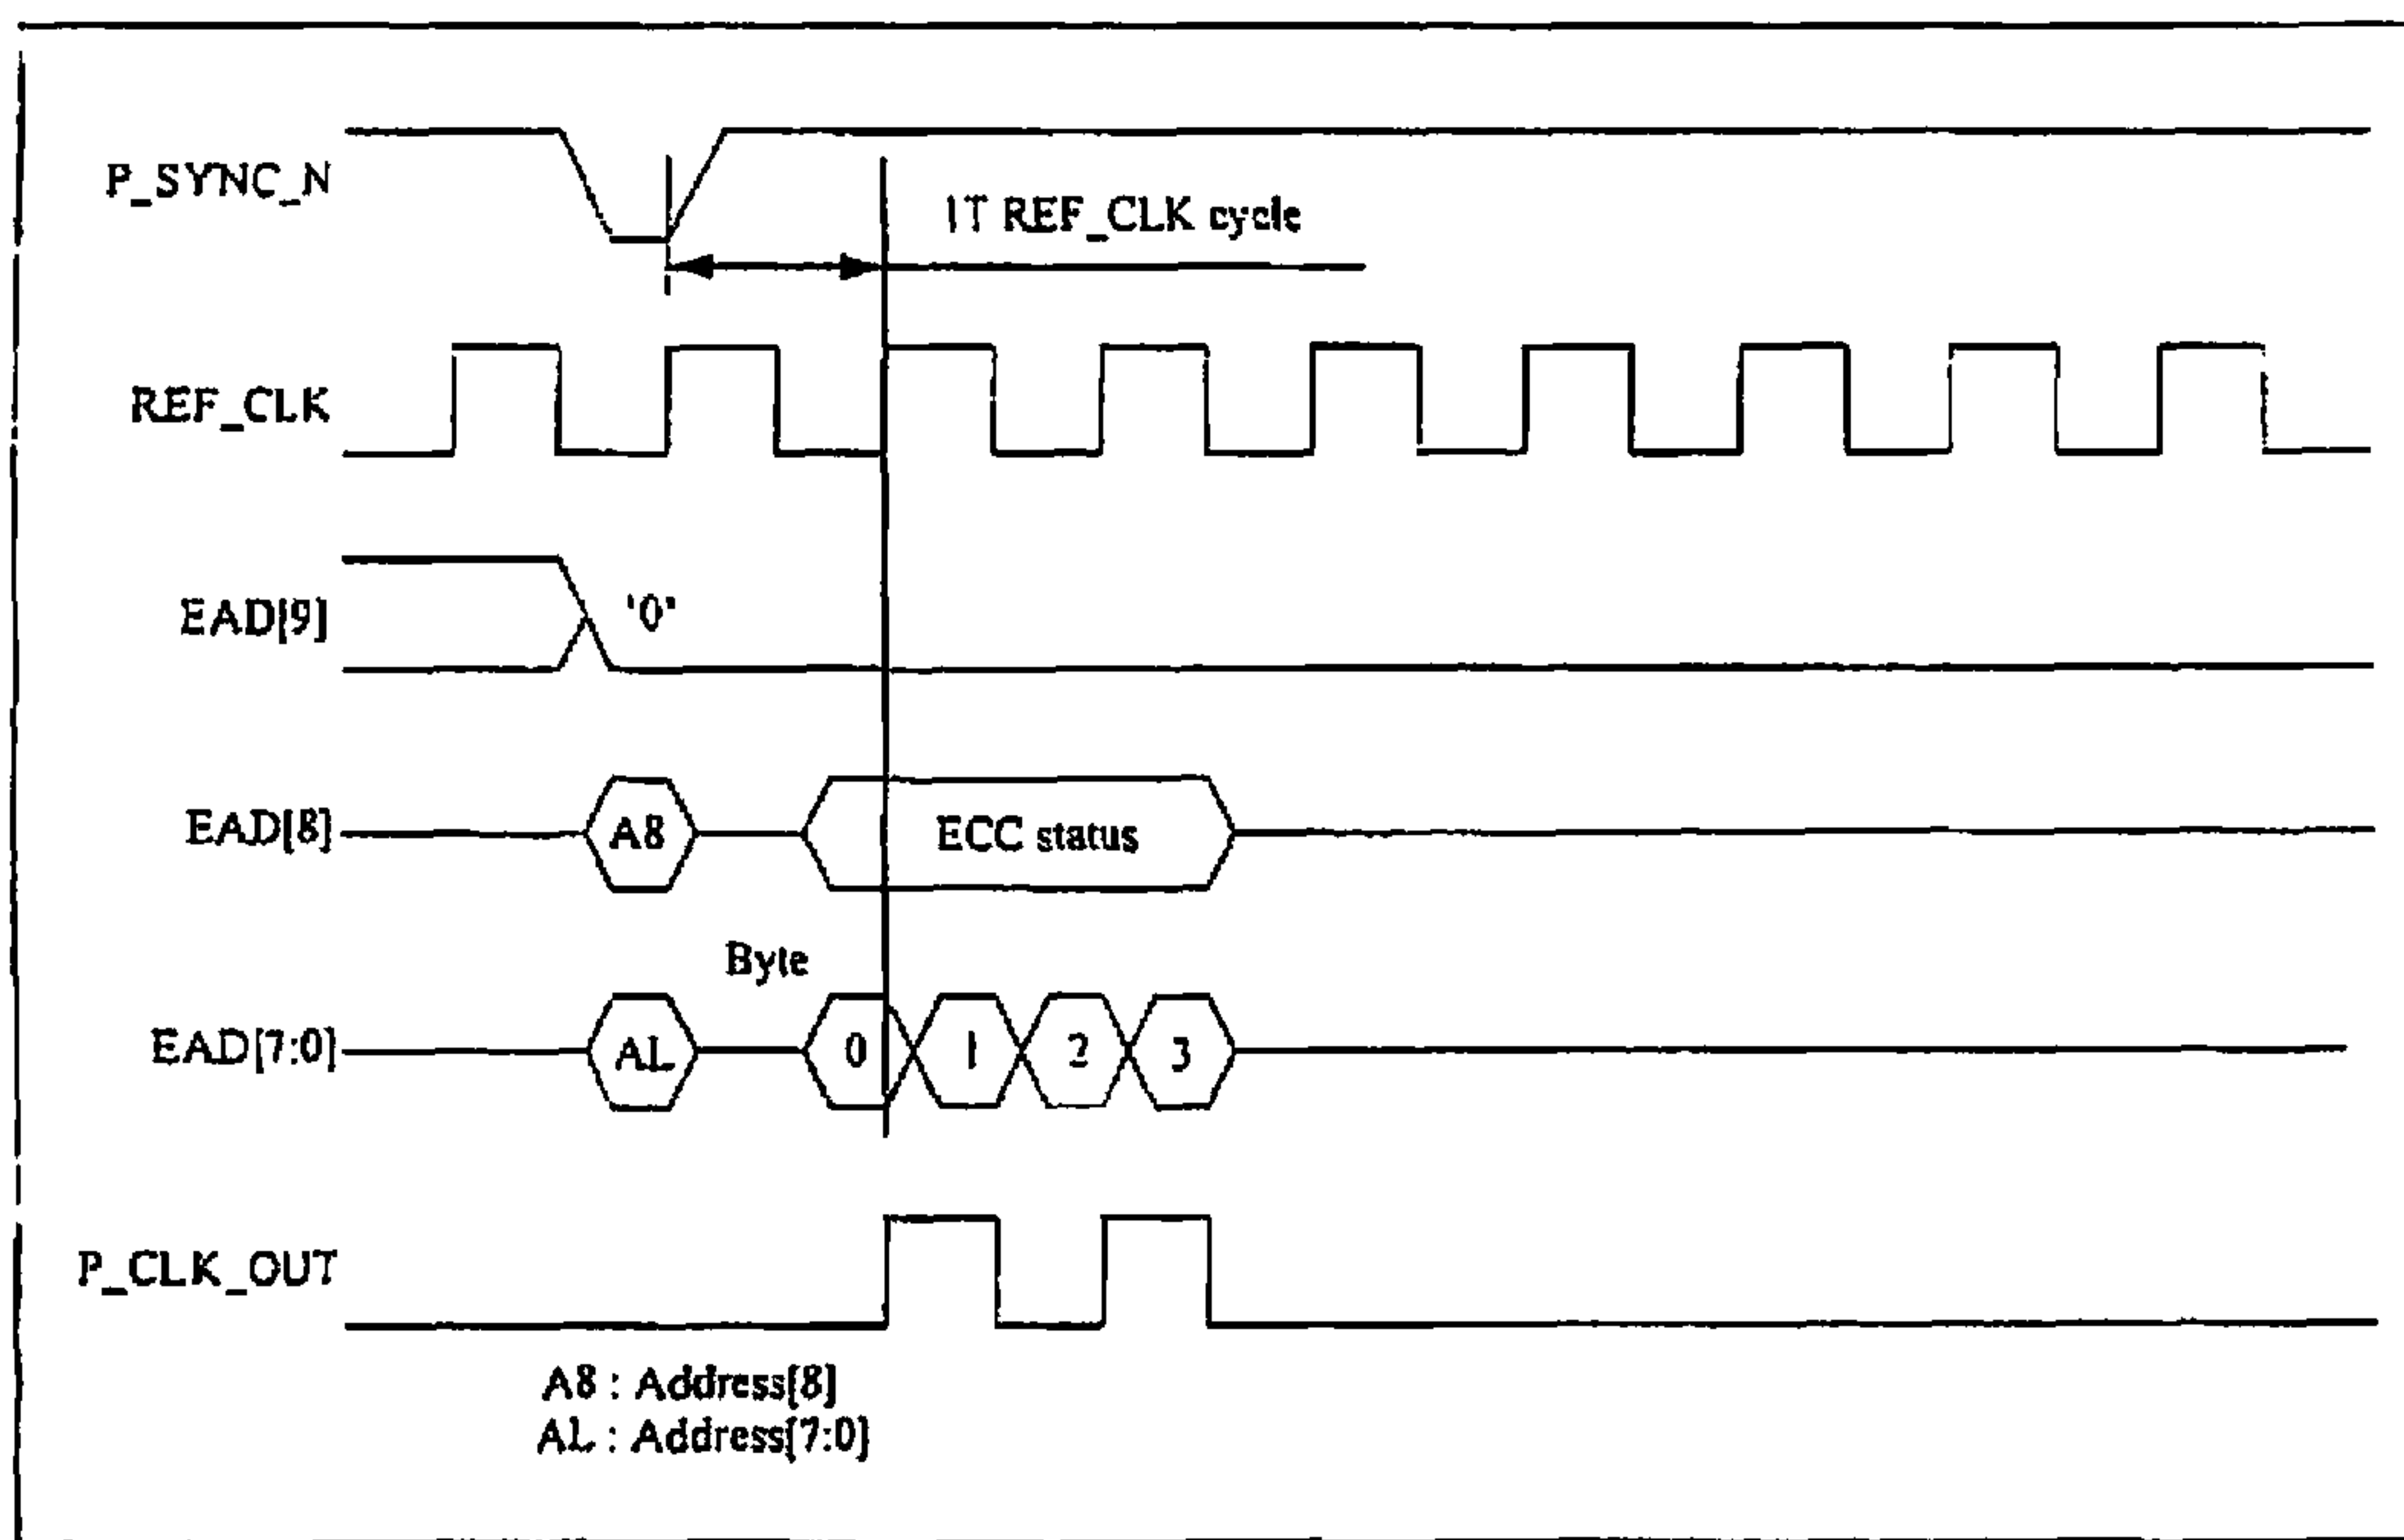 P_SYNC_N
1T REF_CLK cycle
REF_CLK
EAD[9]
'0'
EAD[8]
A8
ECC status
Byte
EAD[7:0]
AL
0
1
2
3
P_CLK_OUT
A8 : Address[8]
AL : Address[7:0]